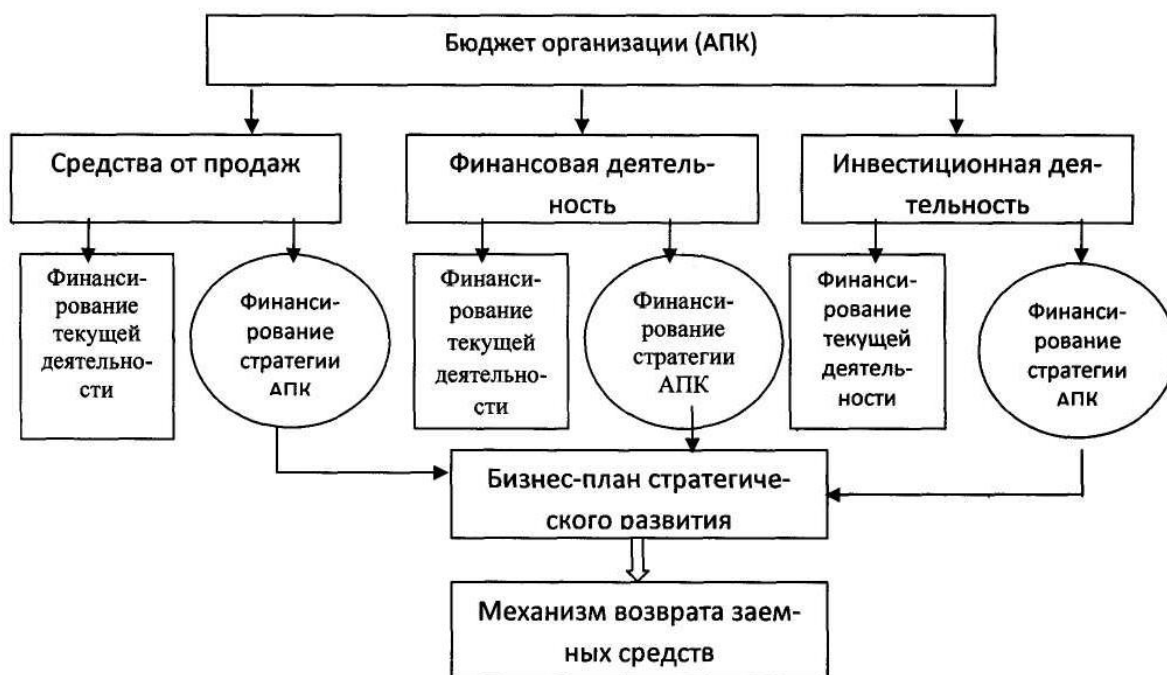 Бюджет организации (АПК)
Средства от продаж
Финансовая деятель-
ность
Инвестиционная дея-
тельность
Финанси-
рование
текущей
деятельно-
сти
Финанси-
рование
стратегии
АПК
Финанси-
рование
текущей
деятельно-
сти
Финанси-
рование
стратегии
АПК
Финанси-
рование
текущей
деятель-
ности
Финанси-
рование
стратегии
АПК
Бизнес-план стратегиче-
ского развития
Механизм возврата заем-
ных средств